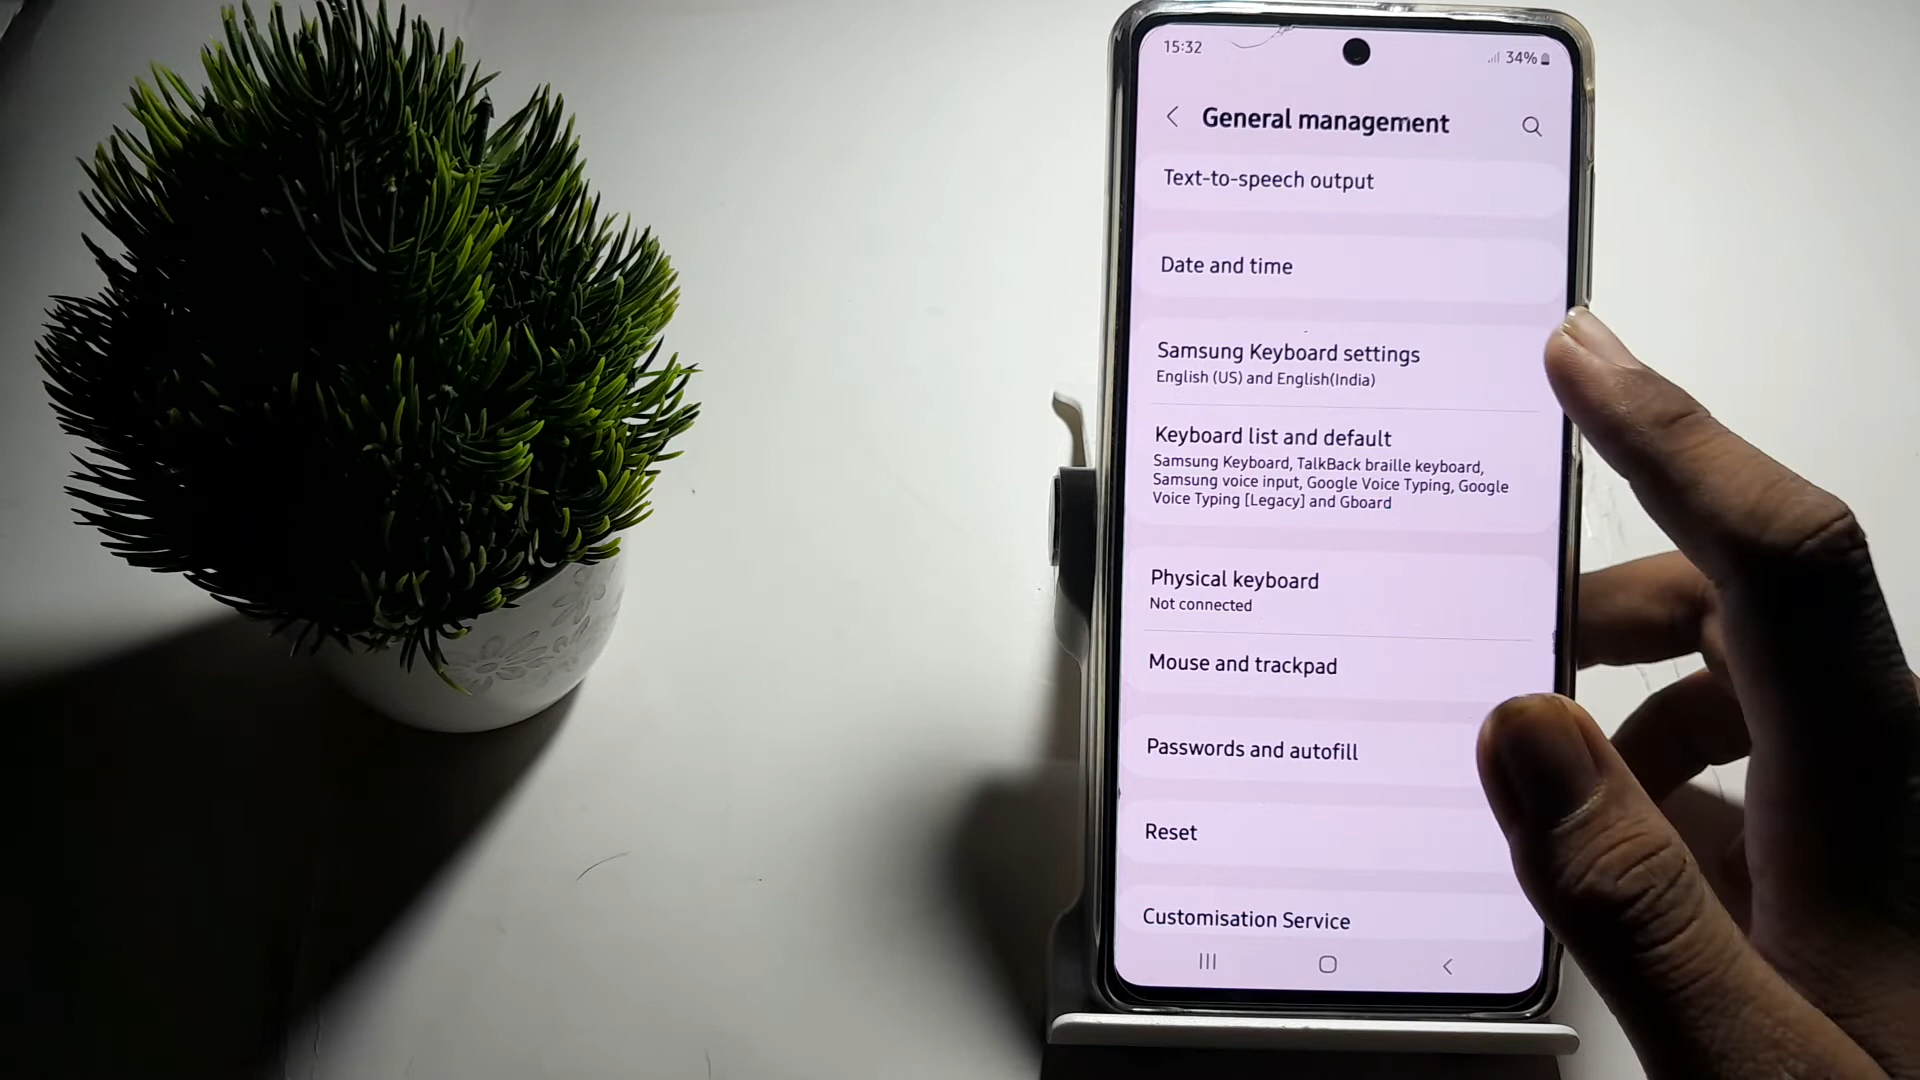 15:32
34%
General management
Text-to-speech output
Date and time
Samsung Keyboard settings
English (US) and English(India)
Keyboard list and default
Samsung Keyboard, TalkBack braille keyboard,
Samsung voice input, Google Voice Typing, Google
Voice Typing [Legacy] and Gboard
Physical keyboard
Not connected
Mouse and trackpad
Passwords and autofill
Reset
Customisation Service